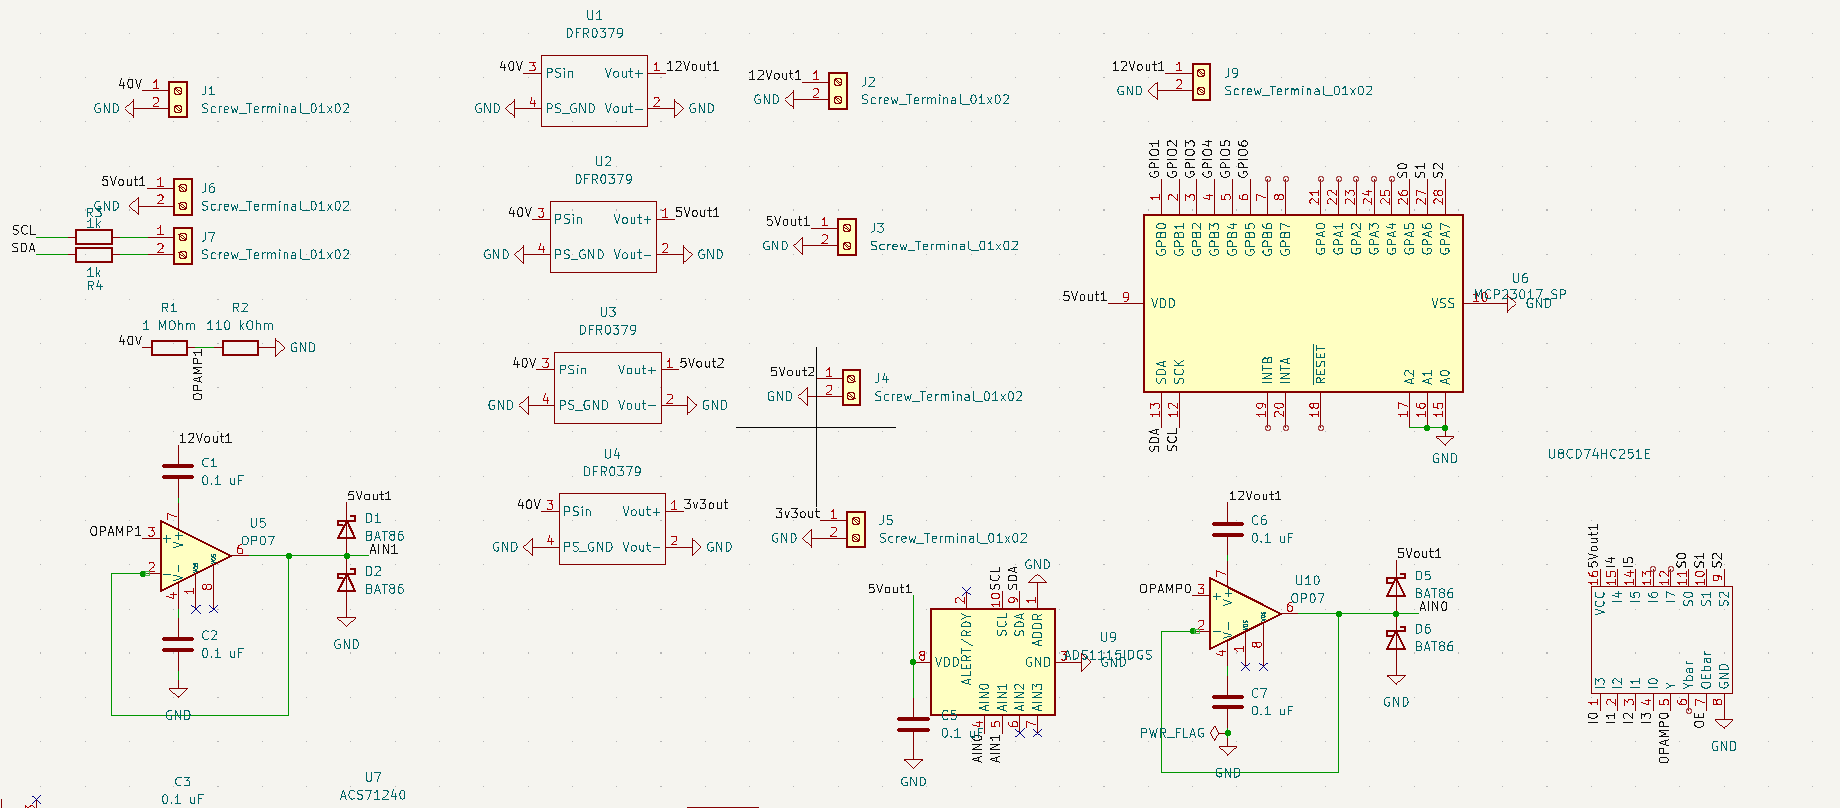 40V 1
GND 2
J1
Screw_Terminal_01x02
5Vout1 1
GND 2
J6
Screw_Terminal_01x02
R3
1k
SCL
SDA
1
2
J7
Screw_Terminal_01x02
1k
R4
R1 R2
1 MOhm 110 kOhm
40V
GND
OPAMP1
12Vout1
C1
0.1 uF
OPAMP1 3
7
V+
U5
OP07
6
2
V-
4
1
8
5Vout1
D1
BAT86
AIN1
D2
BAT86
GND
C2
0.1 uF
GND
C3
0.1 uF
U7
ACS71240
U1
DFR0379
40V 3 PSin Vout+ 1 12Vout1
GND 4 PS_GND Vout- 2 GND
U2
DFR0379
40V 3 PSin Vout+ 1 5Vout1
GND 4 PS_GND Vout- 2 GND
U3
DFR0379
40V 3 PSin Vout+ 1 5Vout2
GND 4 PS_GND Vout- 2 GND
U4
DFR0379
40V 3 PSin Vout+ 1 3v3out
GND 4 PS_GND Vout- 2 GND
12Vout1 1
GND 2
J2
Screw_Terminal_01x02
5Vout1 1
GND 2
J3
Screw_Terminal_01x02
5Vout2 1
GND 2
J4
Screw_Terminal_01x02
3v3out 1
GND 2
J5
Screw_Terminal_01x02
12Vout1 1
GND 2
J9
Screw_Terminal_01x02
GPIO1 GPIO2 GPIO3 GPIO4 GPIO5 GPIO6 S0 S1 S2
1 2 3 4 5 6 7 8 21 22 23 24 25 26 27 28
GPB0 GPB1 GPB2 GPB3 GPB4 GPB5 GPB6 GPB7 GPA0 GPA1 GPA2 GPA3 GPA4 GPA5 GPA6 GPA7
U6
MCP23017_SP
5Vout1 9 VDD VSS 10 GND
SDA SCK INTB INTA RESET A2 A1 A0
13 12 19 20 18 17 16 15
SDA SCL
GND
5Vout1
GND
SCL SDA
2 10 9 1
ALERT/RDY SCL SDA ADDR
U9
ADS1115IDGS
8 VDD GND 3 GND
AIN0 AIN1 AIN2 AIN3
4 5 6 7
AIN0 AIN1
C5
0.1 uF
GND
12Vout1
C6
0.1 uF
OPAMP0 3
7
V+
U10
OP07
6
2
V-
4
1
8
5Vout1
D5
BAT86
AIN0
D6
BAT86
GND
C7
0.1 uF
PWR_FLAG
GND
U8CD74HC251E
5Vout1 I4 I5 S0 S1 S2
16 15 14 13 12 11 10 9
VCC I4 I5 I6 I7 S0 S1 S2
I3 I2 I1 I0 Y Ybar OEbar GND
1 2 3 4 5 6 7 8
I0 I1 I2 I3 OPAMP0 OE
GND